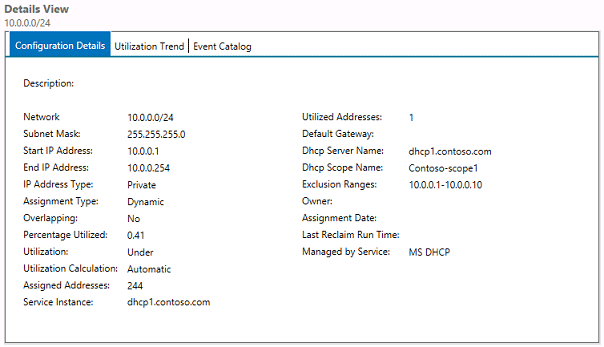 Details View
10.0.0.0/24
Configuration Details Utilization Trend Event Catalog
Description:
Network 10.0.0.0/24 Utilized Addresses: 1
Subnet Mask: 255.255.255.0 Default Gateway:
Start IP Address: 10.0.0.1 Dhcp Server Name: dhcp1.contoso.com
End IP Address: 10.0.0.254 Dhcp Scope Name: Contoso-scope1
IP Address Type: Private Exclusion Ranges: 10.0.0.1-10.0.0.10
Assignment Type: Dynamic Owner:
Overlapping: No Assignment Date:
Percentage Utilized: 0.41 Last Reclaim Run Time:
Utilization: Under Managed by Service: MS DHCP
Utilization Calculation: Automatic
Assigned Addresses: 244
Service Instance: dhcp1.contoso.com